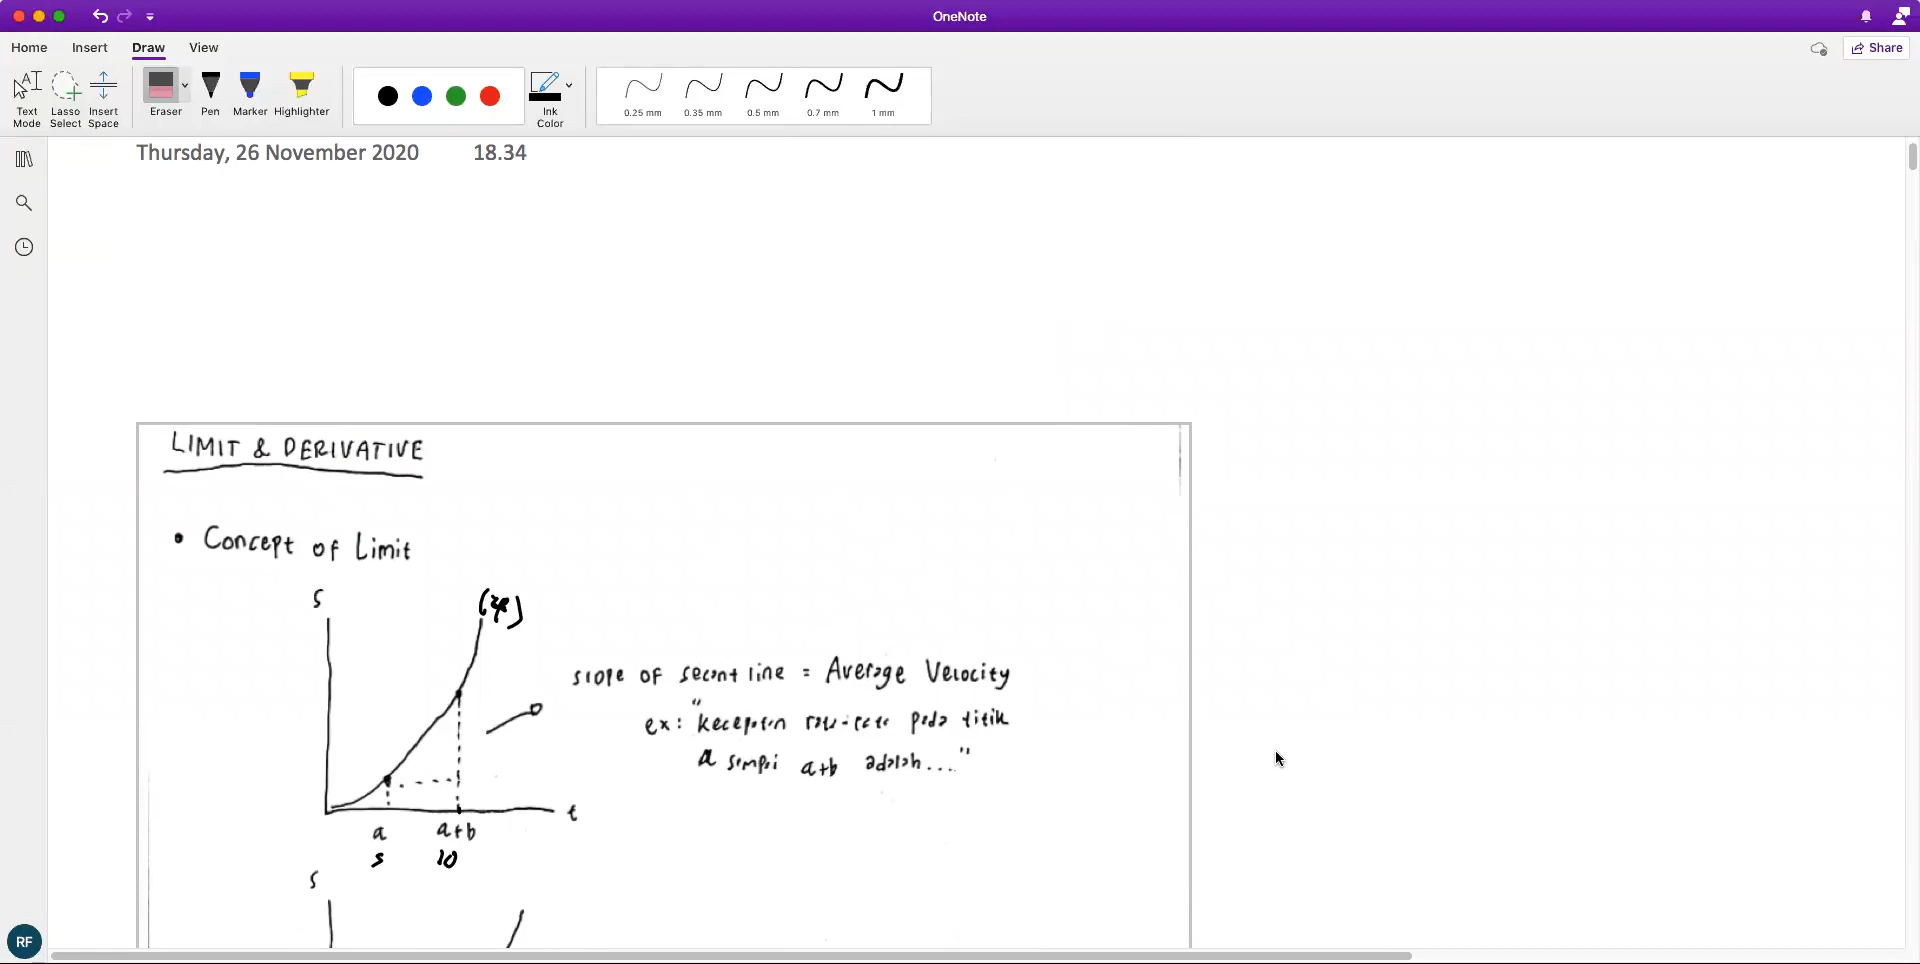 OneNote
Home Insert Draw View
Share
Text Mode
Lasso Select
Insert Space
Eraser
Pen
Marker
Highlighter
Ink Color
0.25 mm 0.35 mm 0.5 mm 0.7 mm 1 mm
Thursday, 26 November 2020 18.34
LIMIT & DERIVATIVE
• Concept of Limit
S
slope of secant line = Average Velocity
ex: "kecepatan rata-rata pada titik
a sampai a+b adalah...."
t
a a+b
5 10
S
RF